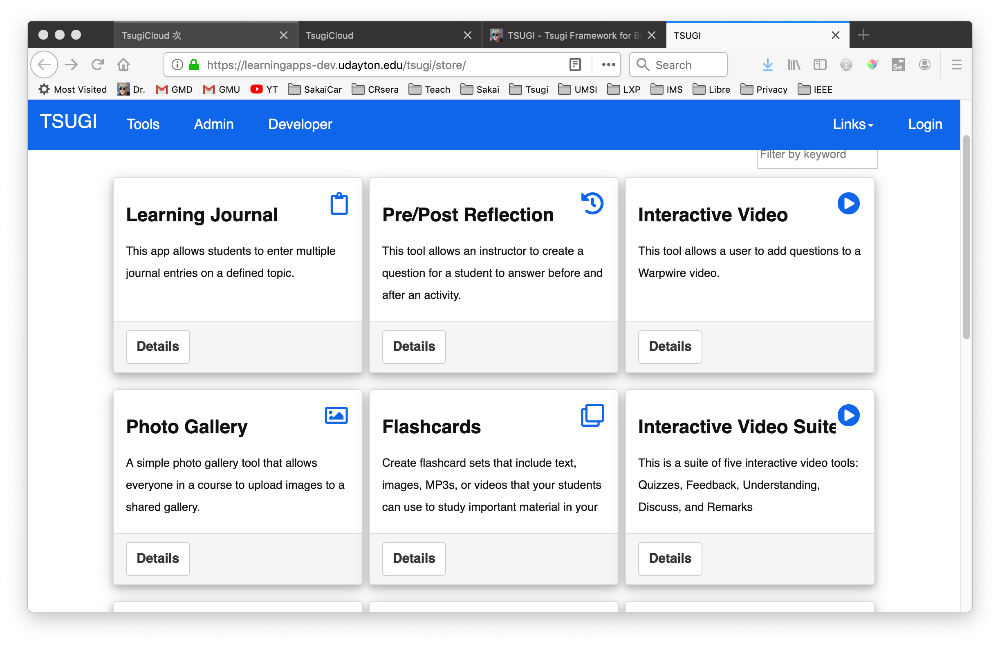 TsugiCloud 次
TsugiCloud
TSUGI - Tsugi Framework for Bu
TSUGI
https://learningapps-dev.udayton.edu/tsugi/store/
Search
Se
Most Visited
Dr.
GMD
GMU
YT
SakaiCar
CRsera
Teach
Sakai
Tsugi
UMSI
LXP
IMS
Libre
Privacy
IEEE
TSUGI
Tools
Admin
Developer
Links
Login
Filter by keyword
Learning Journal
This app allows students to enter multiple
journal entries on a defined topic.
Details
Pre/Post Reflection
This tool allows an instructor to create a
question for a student to answer before and
after an activity.
Details
Interactive Video
This tool allows a user to add questions to a
Warpwire video.
Details
Photo Gallery
A simple photo gallery tool that allows
everyone in a course to upload images to a
shared gallery.
Details
Flashcards
Create flashcard sets that include text,
images, MP3s, or videos that your students
can use to study important material in your
Details
Interactive Video Suite
This is a suite of five interactive video tools:
Quizzes, Feedback, Understanding,
Discuss, and Remarks
Details